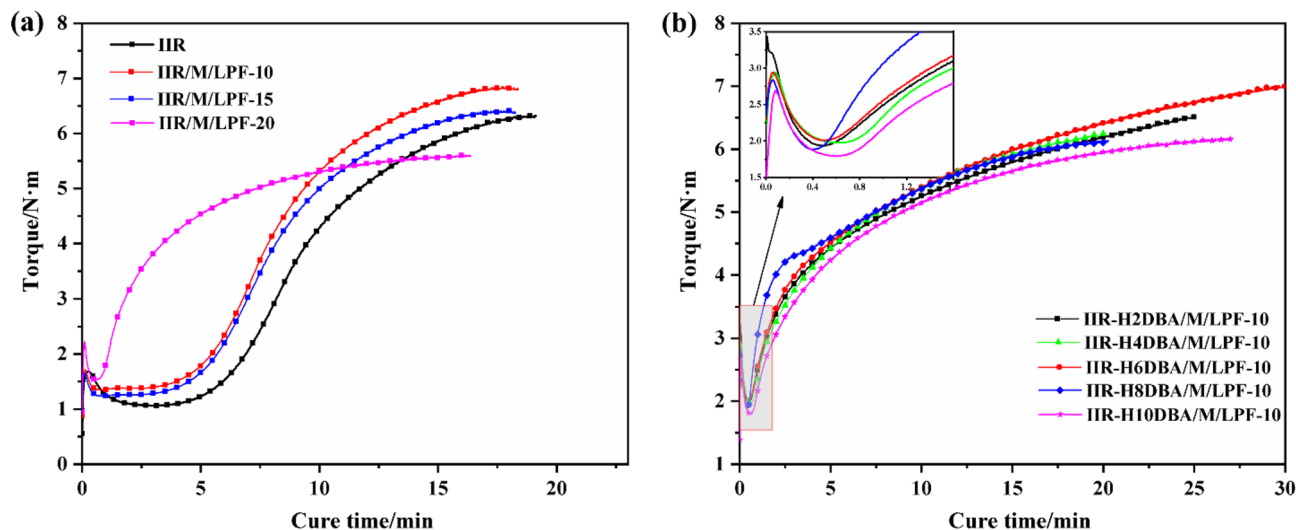 (a)
8
7
6
5
4
3
2
1
0
Torque/N·m
IIR
IIR/M/LPF-10
IIR/M/LPF-15
IIR/M/LPF-20
0
5
10
15
20
Cure time/min
(b)
8
7
6
5
4
3
2
1
Torque/N·m
3.5
3.0
2.5
2.0
1.5
0.0
0.4
0.8
1.2
IIR-H2DBA/M/LPF-10
IIR-H4DBA/M/LPF-10
IIR-H6DBA/M/LPF-10
IIR-H8DBA/M/LPF-10
IIR-H10DBA/M/LPF-10
0
5
10
15
20
25
30
Cure time/min